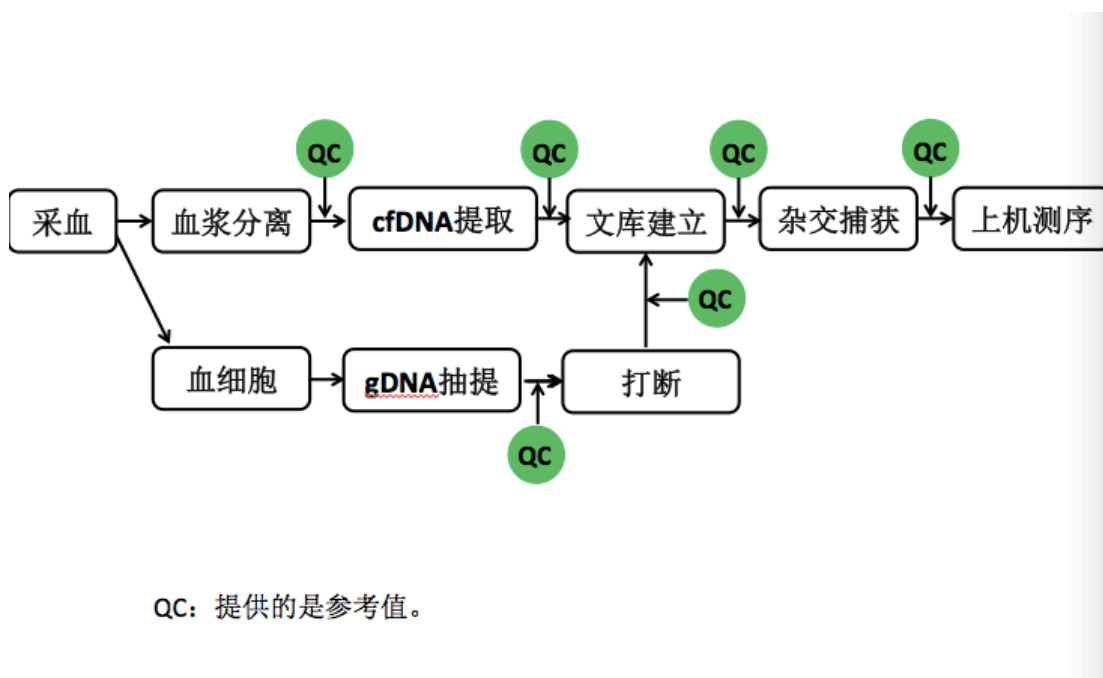 QC
QC
QC
QC
采血
血浆分离
cfDNA提取
文库建立
杂交捕获
上机测序
QC
血细胞
gDNA抽提
打断
QC
QC：提供的是参考值。